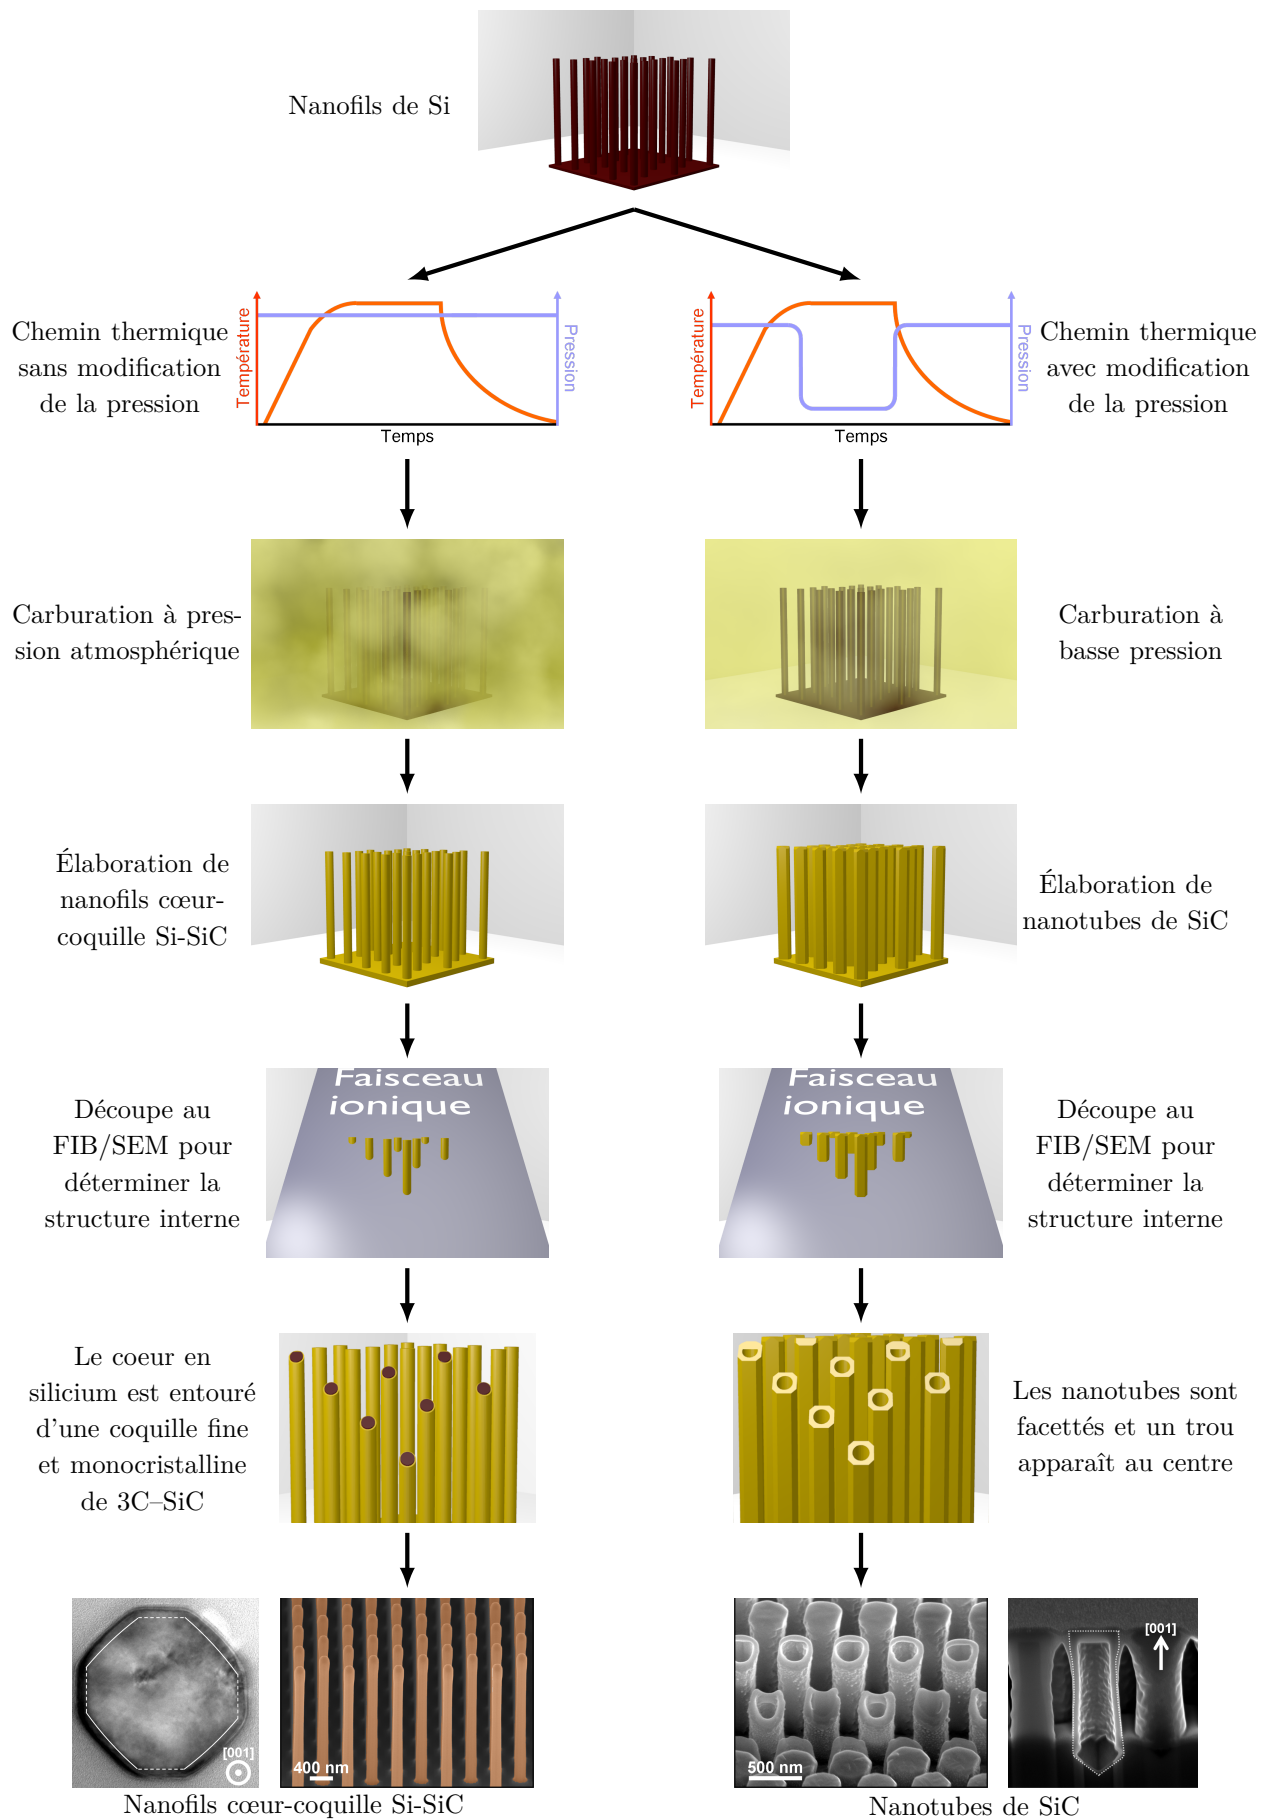 Nanofils de Si
Chemin thermique
sans modification
de la pression
Température
Pression
Temps
Température
Pression
Temps
Chemin thermique
avec modification
de la pression
Carburation à pres-
sion atmosphérique
Carburation à
basse pression
Élaboration de
nanofils cœur-
coquille Si-SiC
Élaboration de
nanotubes de SiC
Découpe au
FIB/SEM pour
déterminer la
structure interne
Faisceau
ionique
Faisceau
ionique
Découpe au
FIB/SEM pour
déterminer la
structure interne
Le coeur en
silicium est entouré
d'une coquille fine
et monocristalline
de 3C–SiC
Les nanotubes sont
facettés et un trou
apparaît au centre
[001]
400 nm
500 nm
[001]
Nanofils cœur-coquille Si-SiC
Nanotubes de SiC